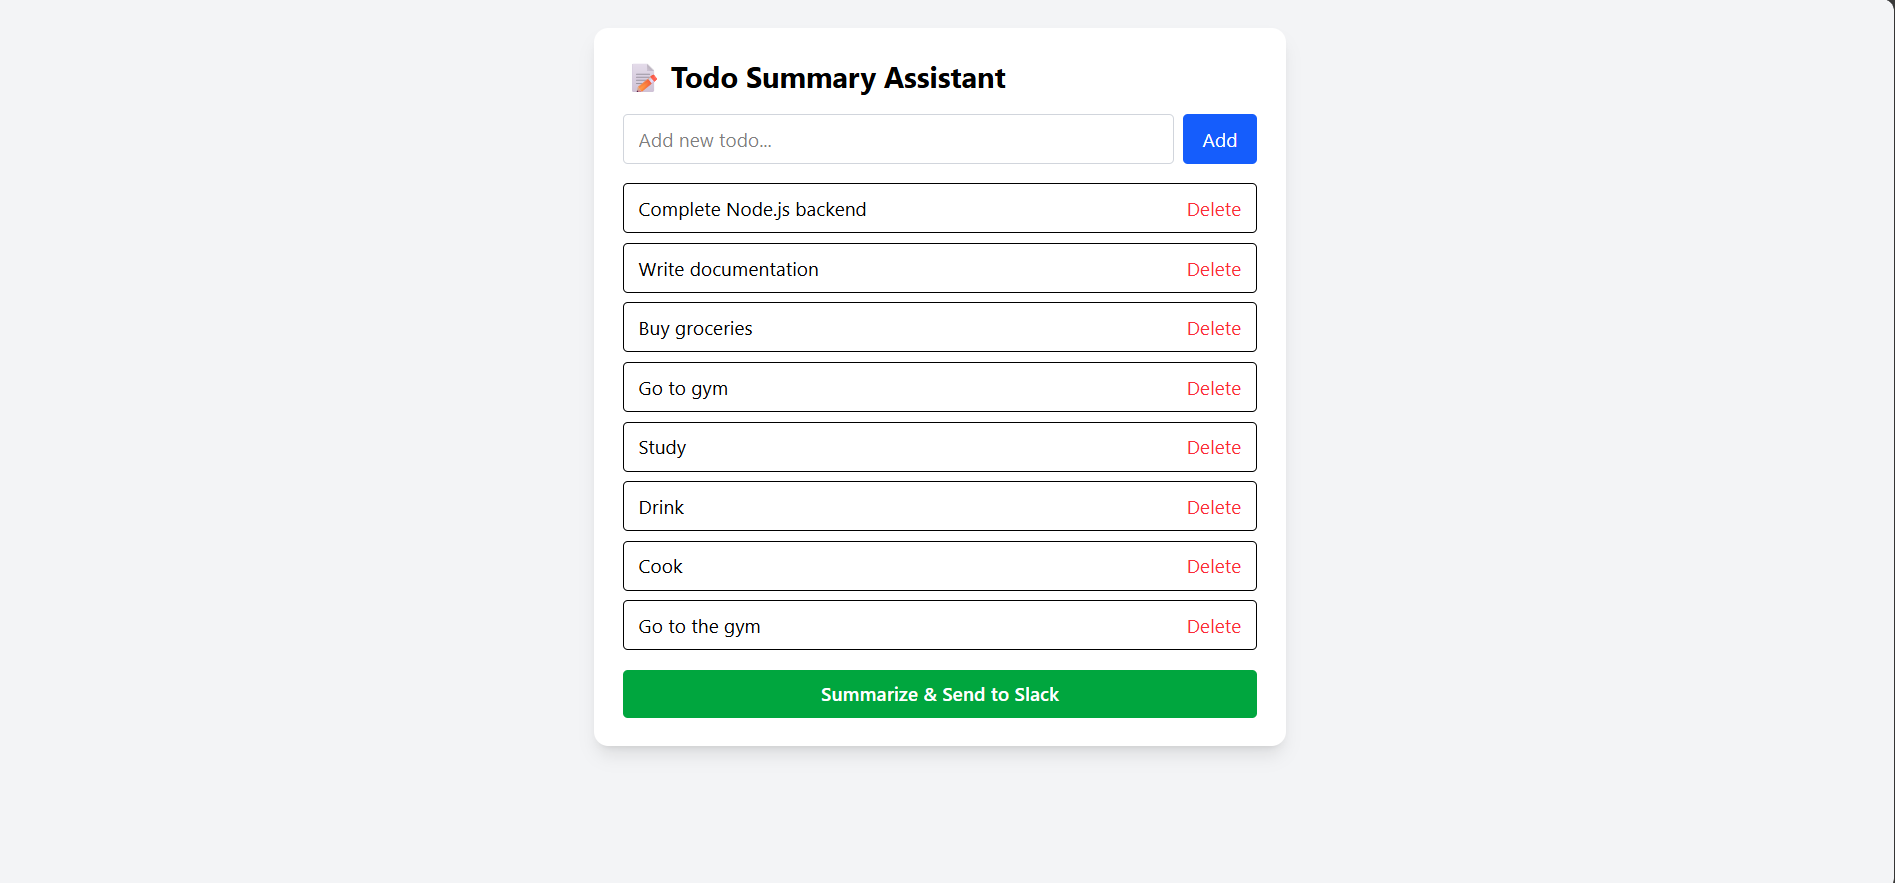 Todo Summary Assistant
Add new todo...
Add
Complete Node.js backend
Delete
Write documentation
Delete
Buy groceries
Delete
Go to gym
Delete
Study
Delete
Drink
Delete
Cook
Delete
Go to the gym
Delete
Summarize & Send to Slack